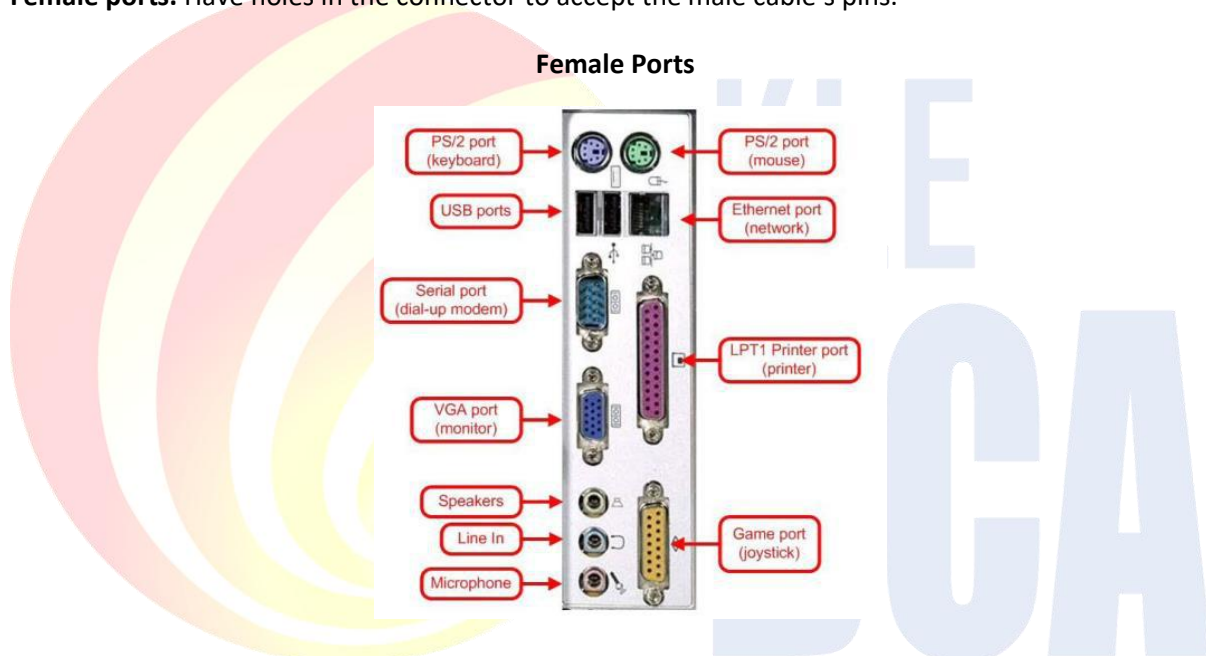 Female ports: Have holes in the connector to accept the male cable's pins.
Female Ports
PS/2 port
(keyboard)
PS/2 port
(mouse)
USB ports
Ethernet port
(network)
Serial port
(dial-up modem)
LPT1 Printer port
(printer)
VGA port
(monitor)
Speakers
Line In
Game port
(joystick)
Microphone